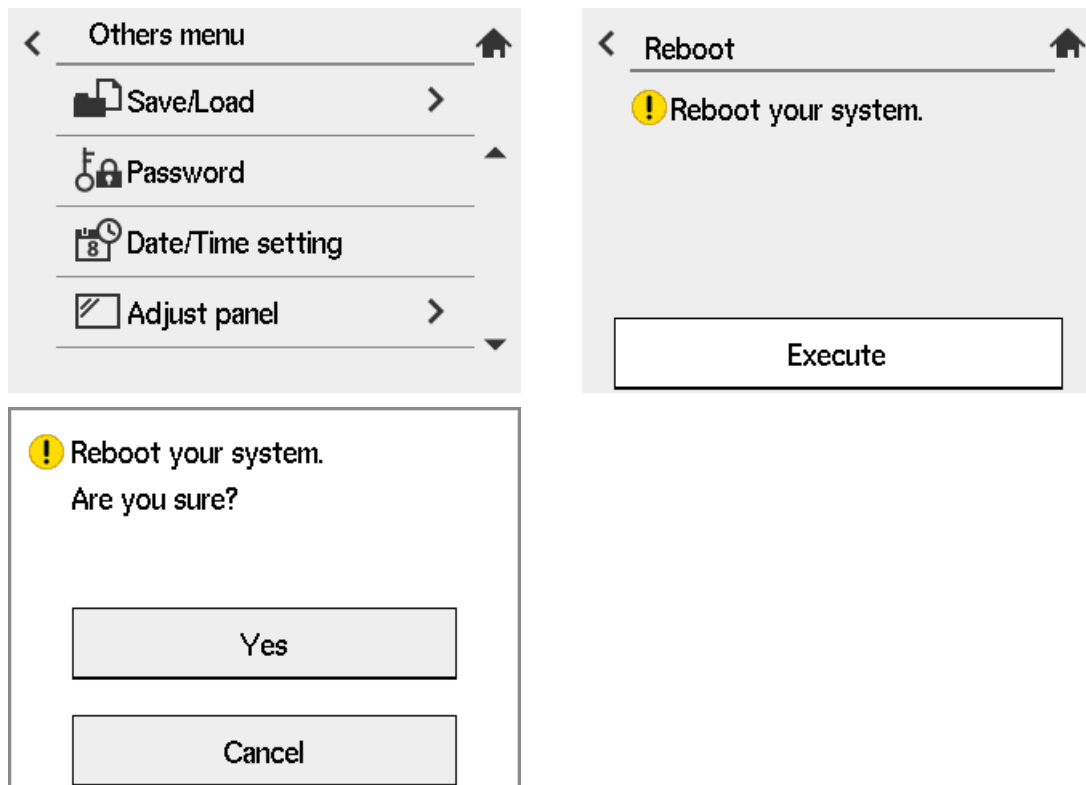 Others menu
Save/Load
Password
8
Date/Time setting
Adjust panel
Reboot
! Reboot your system.
Execute
! Reboot your system.
Are you sure?
Yes
Cancel